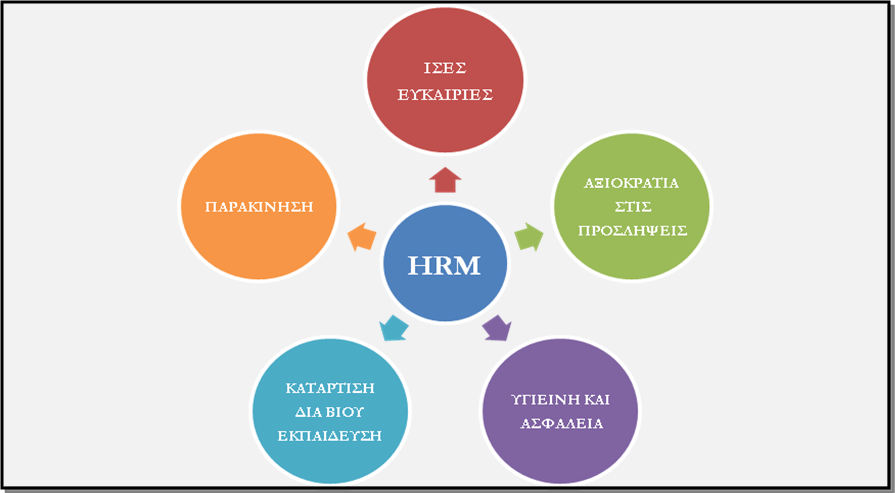 ΙΣΕΣ
ΕΥΚΑΙΡΙΕΣ
ΠΑΡΑΚΙΝΗΣΗ
ΑΞΙΟΚΡΑΤΙΑ
ΣΤΙΣ
ΠΡΟΣΛΗΨΕΙΣ
HRM
ΚΑΤΑΡΤΙΣΗ
ΔΙΑ ΒΙΟΥ
ΕΚΠΑΙΔΕΥΣΗ
ΥΓΙΕΙΝΗ ΚΑΙ
ΑΣΦΑΛΕΙΑ